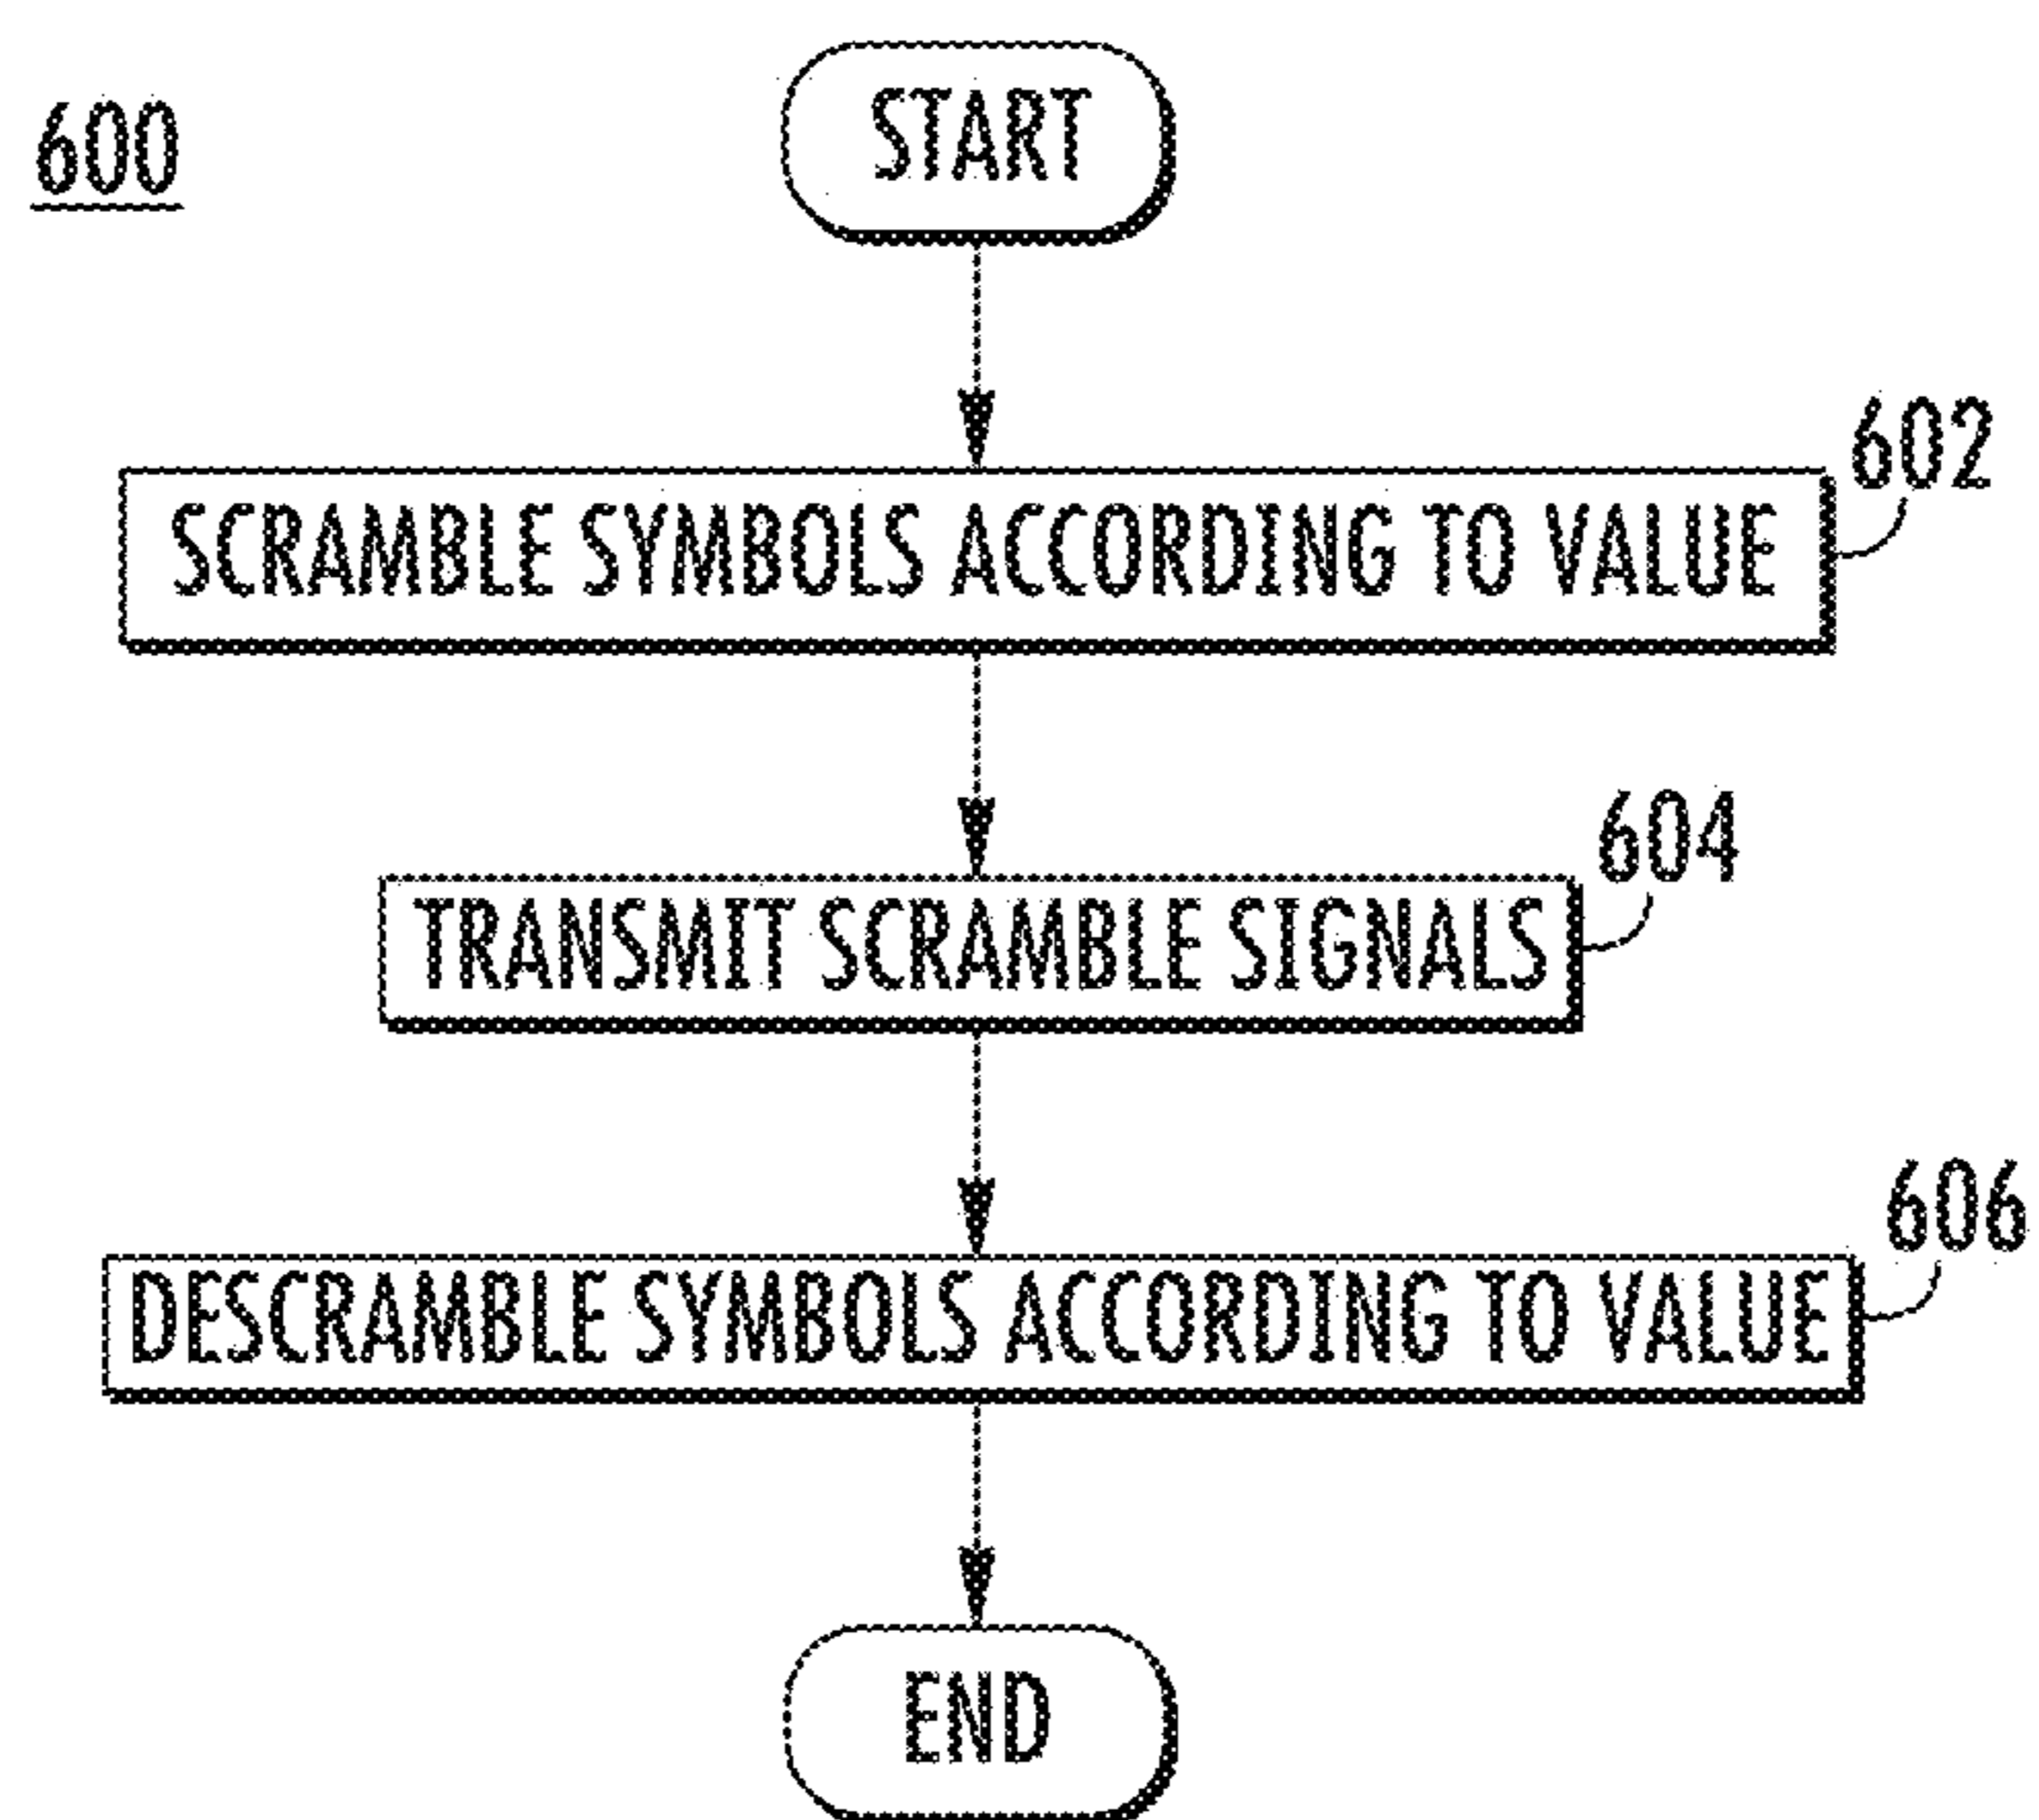 600
START
602
SCRAMBLE SYMBOLS ACCORDING TO VALUE
604
TRANSMIT SCRAMBLE SIGNALS
606
DESCRAMBLE SYMBOLS ACCORDING TO VALUE
END